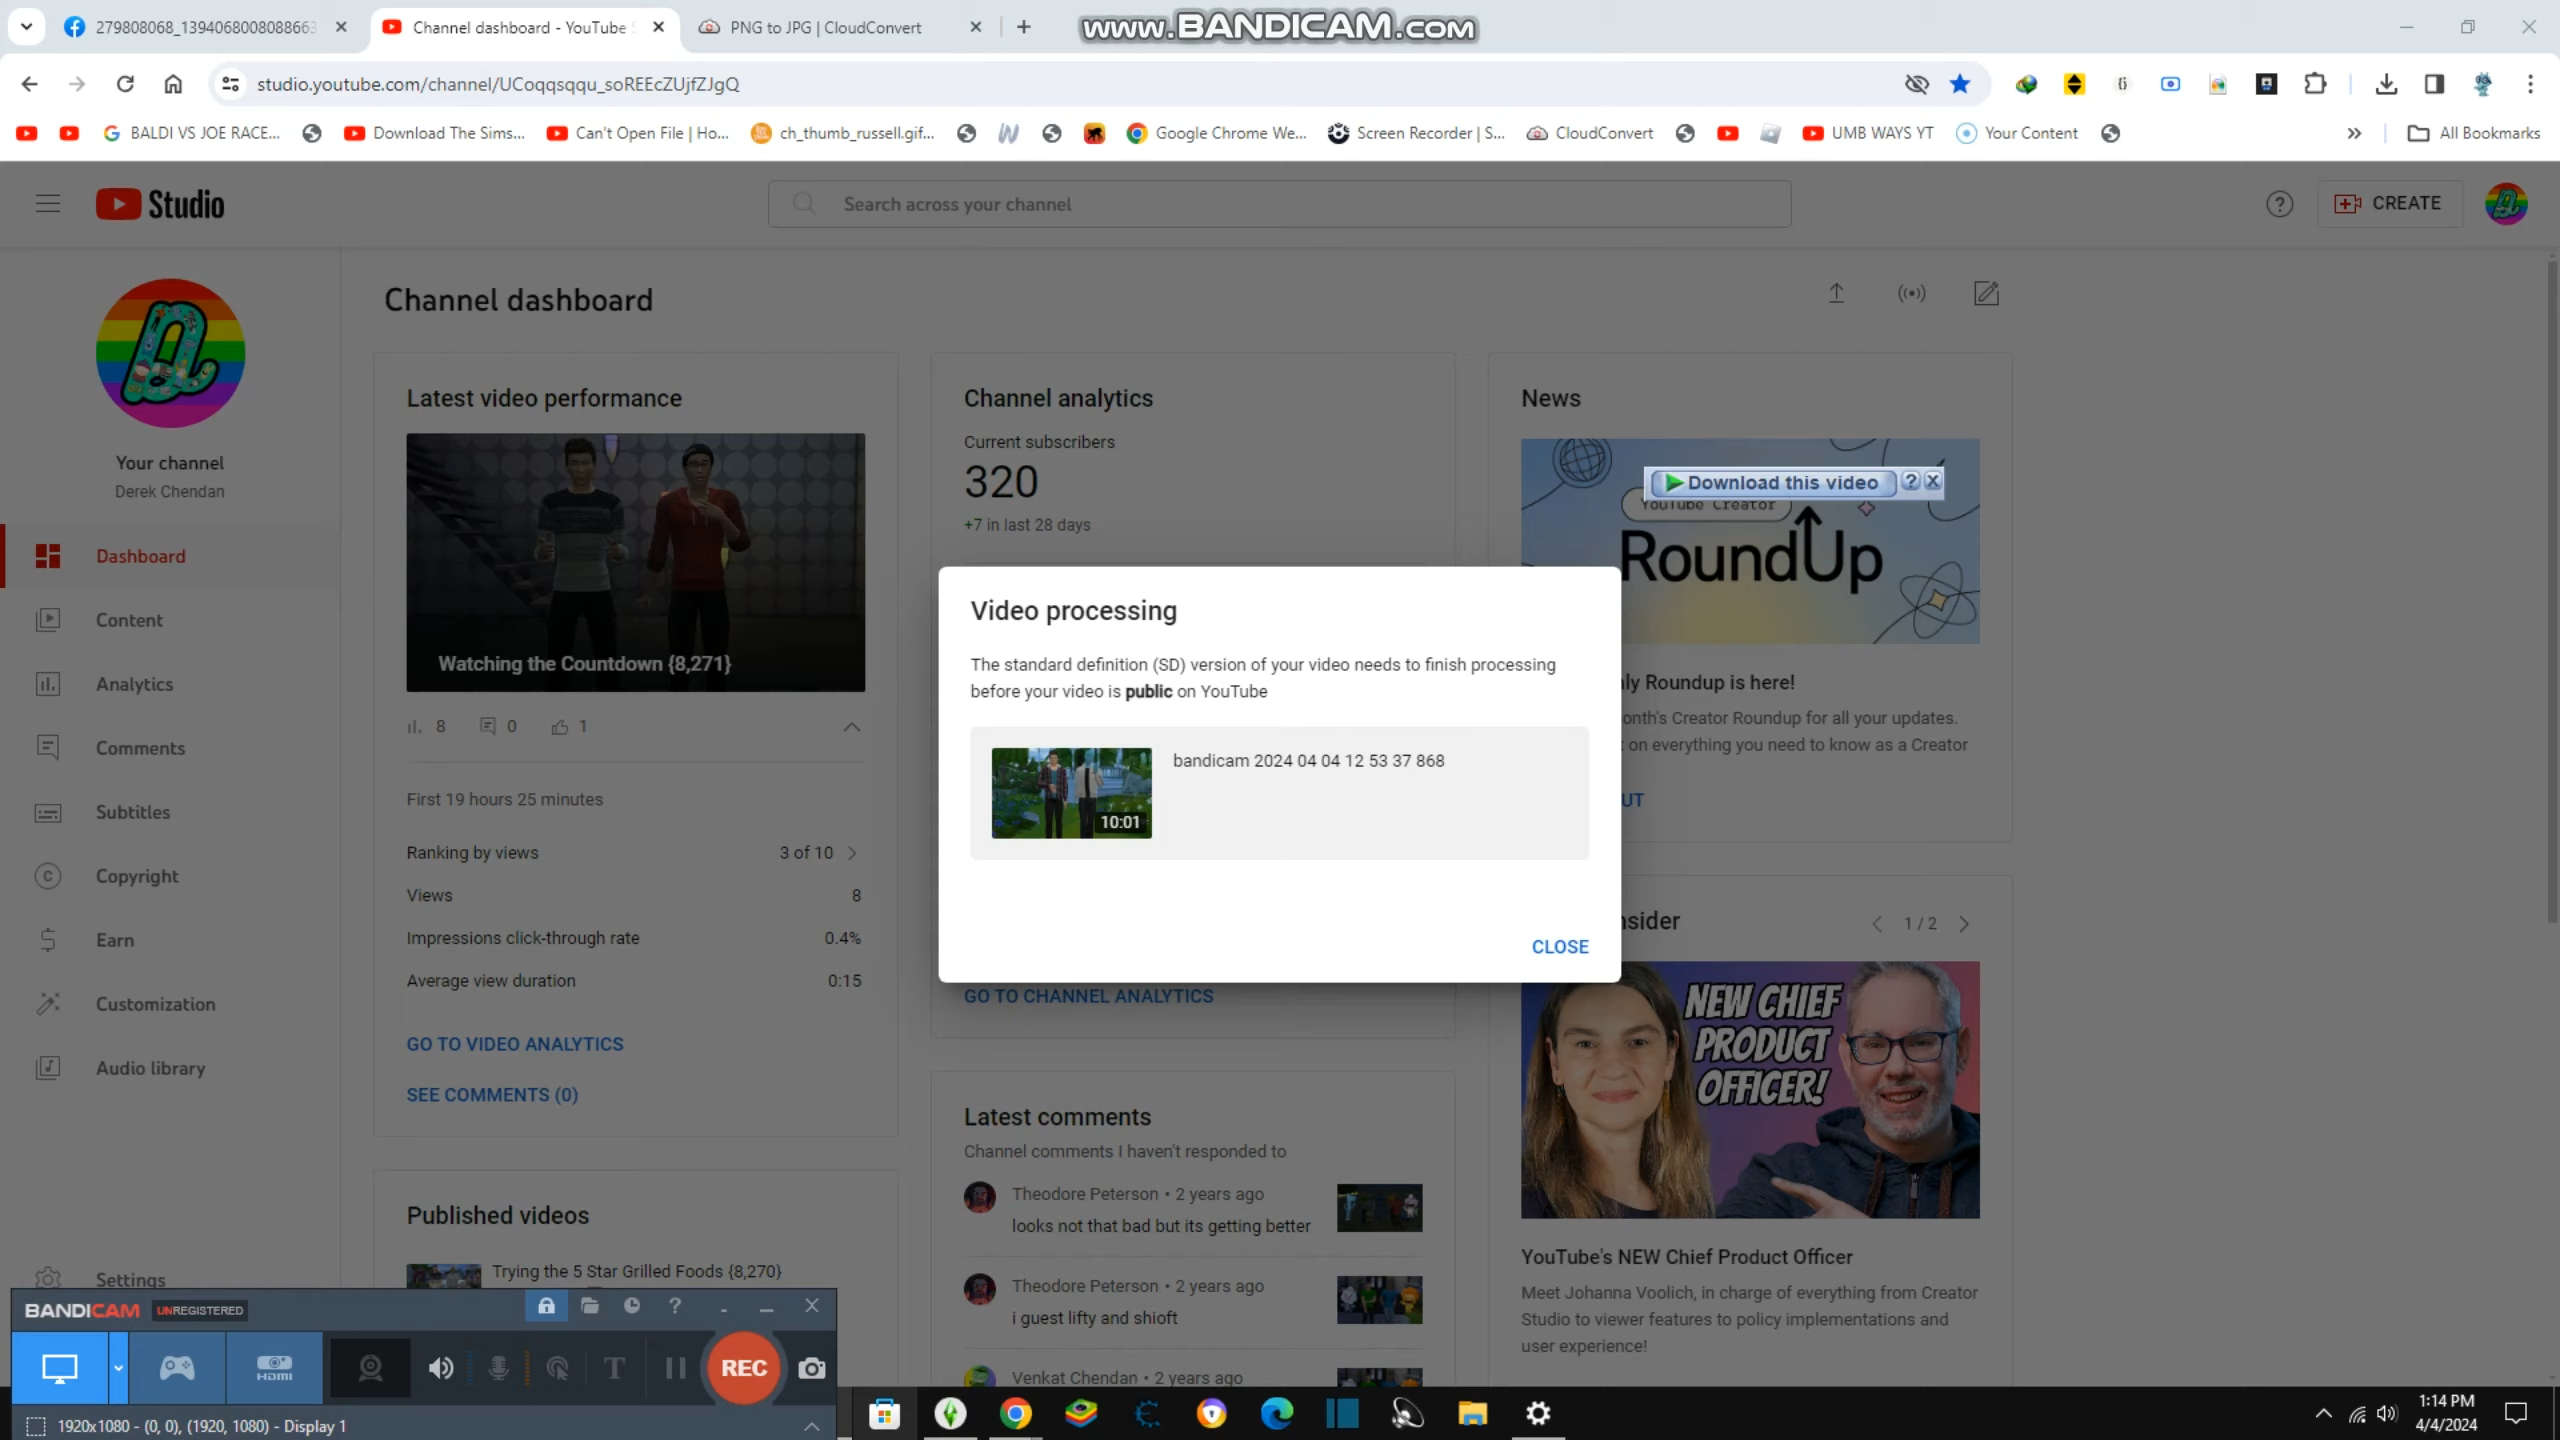 279808068_1394068008088663
Channel dashboard - YouTube S
PNG to JPG | CloudConvert
www.BANDICAM.com
studio.youtube.com/channel/UCoqqsqqu_soREEcZUjfZJgQ
BALDI VS JOE RACE...
Download The Sims...
Can't Open File | Ho...
ch_thumb_russell.gif...
Google Chrome We...
Screen Recorder | S...
CloudConvert
UMB WAYS YT
Your Content
All Bookmarks
Studio
Search across your channel
CREATE
Your channel
Derek Chendan
Dashboard
Content
Analytics
Comments
Subtitles
Copyright
Earn
Customization
Audio library
Settings
Channel dashboard
Latest video performance
Watching the Countdown {8,271}
8 0 1
First 19 hours 25 minutes
Ranking by views 3 of 10
Views 8
Impressions click-through rate 0.4%
Average view duration 0:15
GO TO VIDEO ANALYTICS
SEE COMMENTS (0)
Published videos
Trying the 5 Star Grilled Foods {8,270}
Channel analytics
Current subscribers
320
+7 in last 28 days
Video processing
The standard definition (SD) version of your video needs to finish processing
before your video is public on YouTube
bandicam 2024 04 04 12 53 37 868
10:01
CLOSE
GO TO CHANNEL ANALYTICS
Latest comments
Channel comments I haven't responded to
Theodore Peterson • 2 years ago
looks not that bad but its getting better
Theodore Peterson • 2 years ago
i guest lifty and shioft
Venkat Chendan • 2 years ago
News
Download this video
YouTube Creator
RoundUp
ly Roundup is here!
onth's Creator Roundup for all your updates.
on everything you need to know as a Creator
UT
nsider
1 / 2
NEW CHIEF
PRODUCT
OFFICER!
YouTube's NEW Chief Product Officer
Meet Johanna Voolich, in charge of everything from Creator
Studio to viewer features to policy implementations and
user experience!
BANDICAM UNREGISTERED
HDMI
REC
1920x1080 - (0, 0), (1920, 1080) - Display 1
1:14 PM
4/4/2024